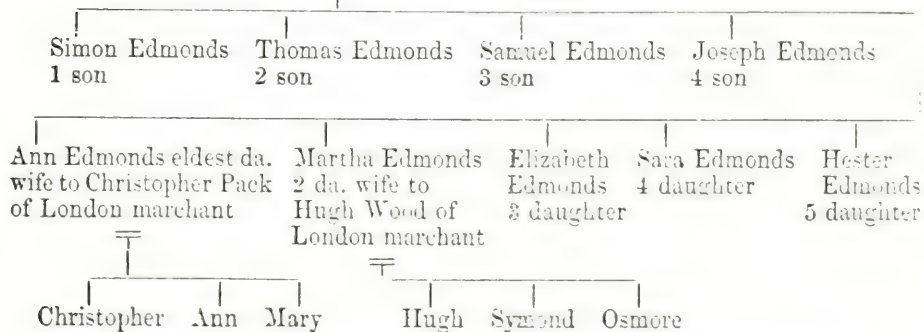 Simon Edmonds Thomas Edmonds Samuel Edmonds Joseph Edmonds
1 son 2 son 3 son 4 son
Ann Edmonds eldest da. Martha Edmonds Elizabeth Sara Edmonds Hester
wife to Christopher Pack 2 da. wife to Edmonds 4 daughter Edmonds
of London marchant Hugh Wood of 3 daughter 5 daughter
London marchant
Christopher Ann Mary Hugh Symond Osmore